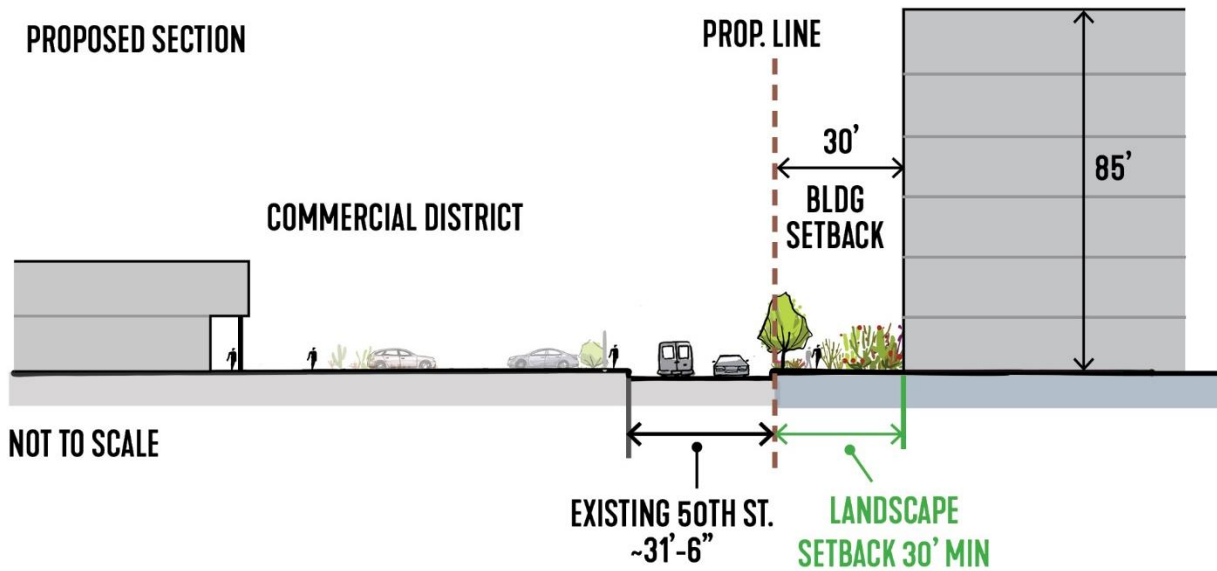 PROPOSED SECTION
PROP. LINE
30'
BLDG
SETBACK
85'
COMMERCIAL DISTRICT
NOT TO SCALE
EXISTING 50TH ST.
~31'-6"
LANDSCAPE
SETBACK 30' MIN